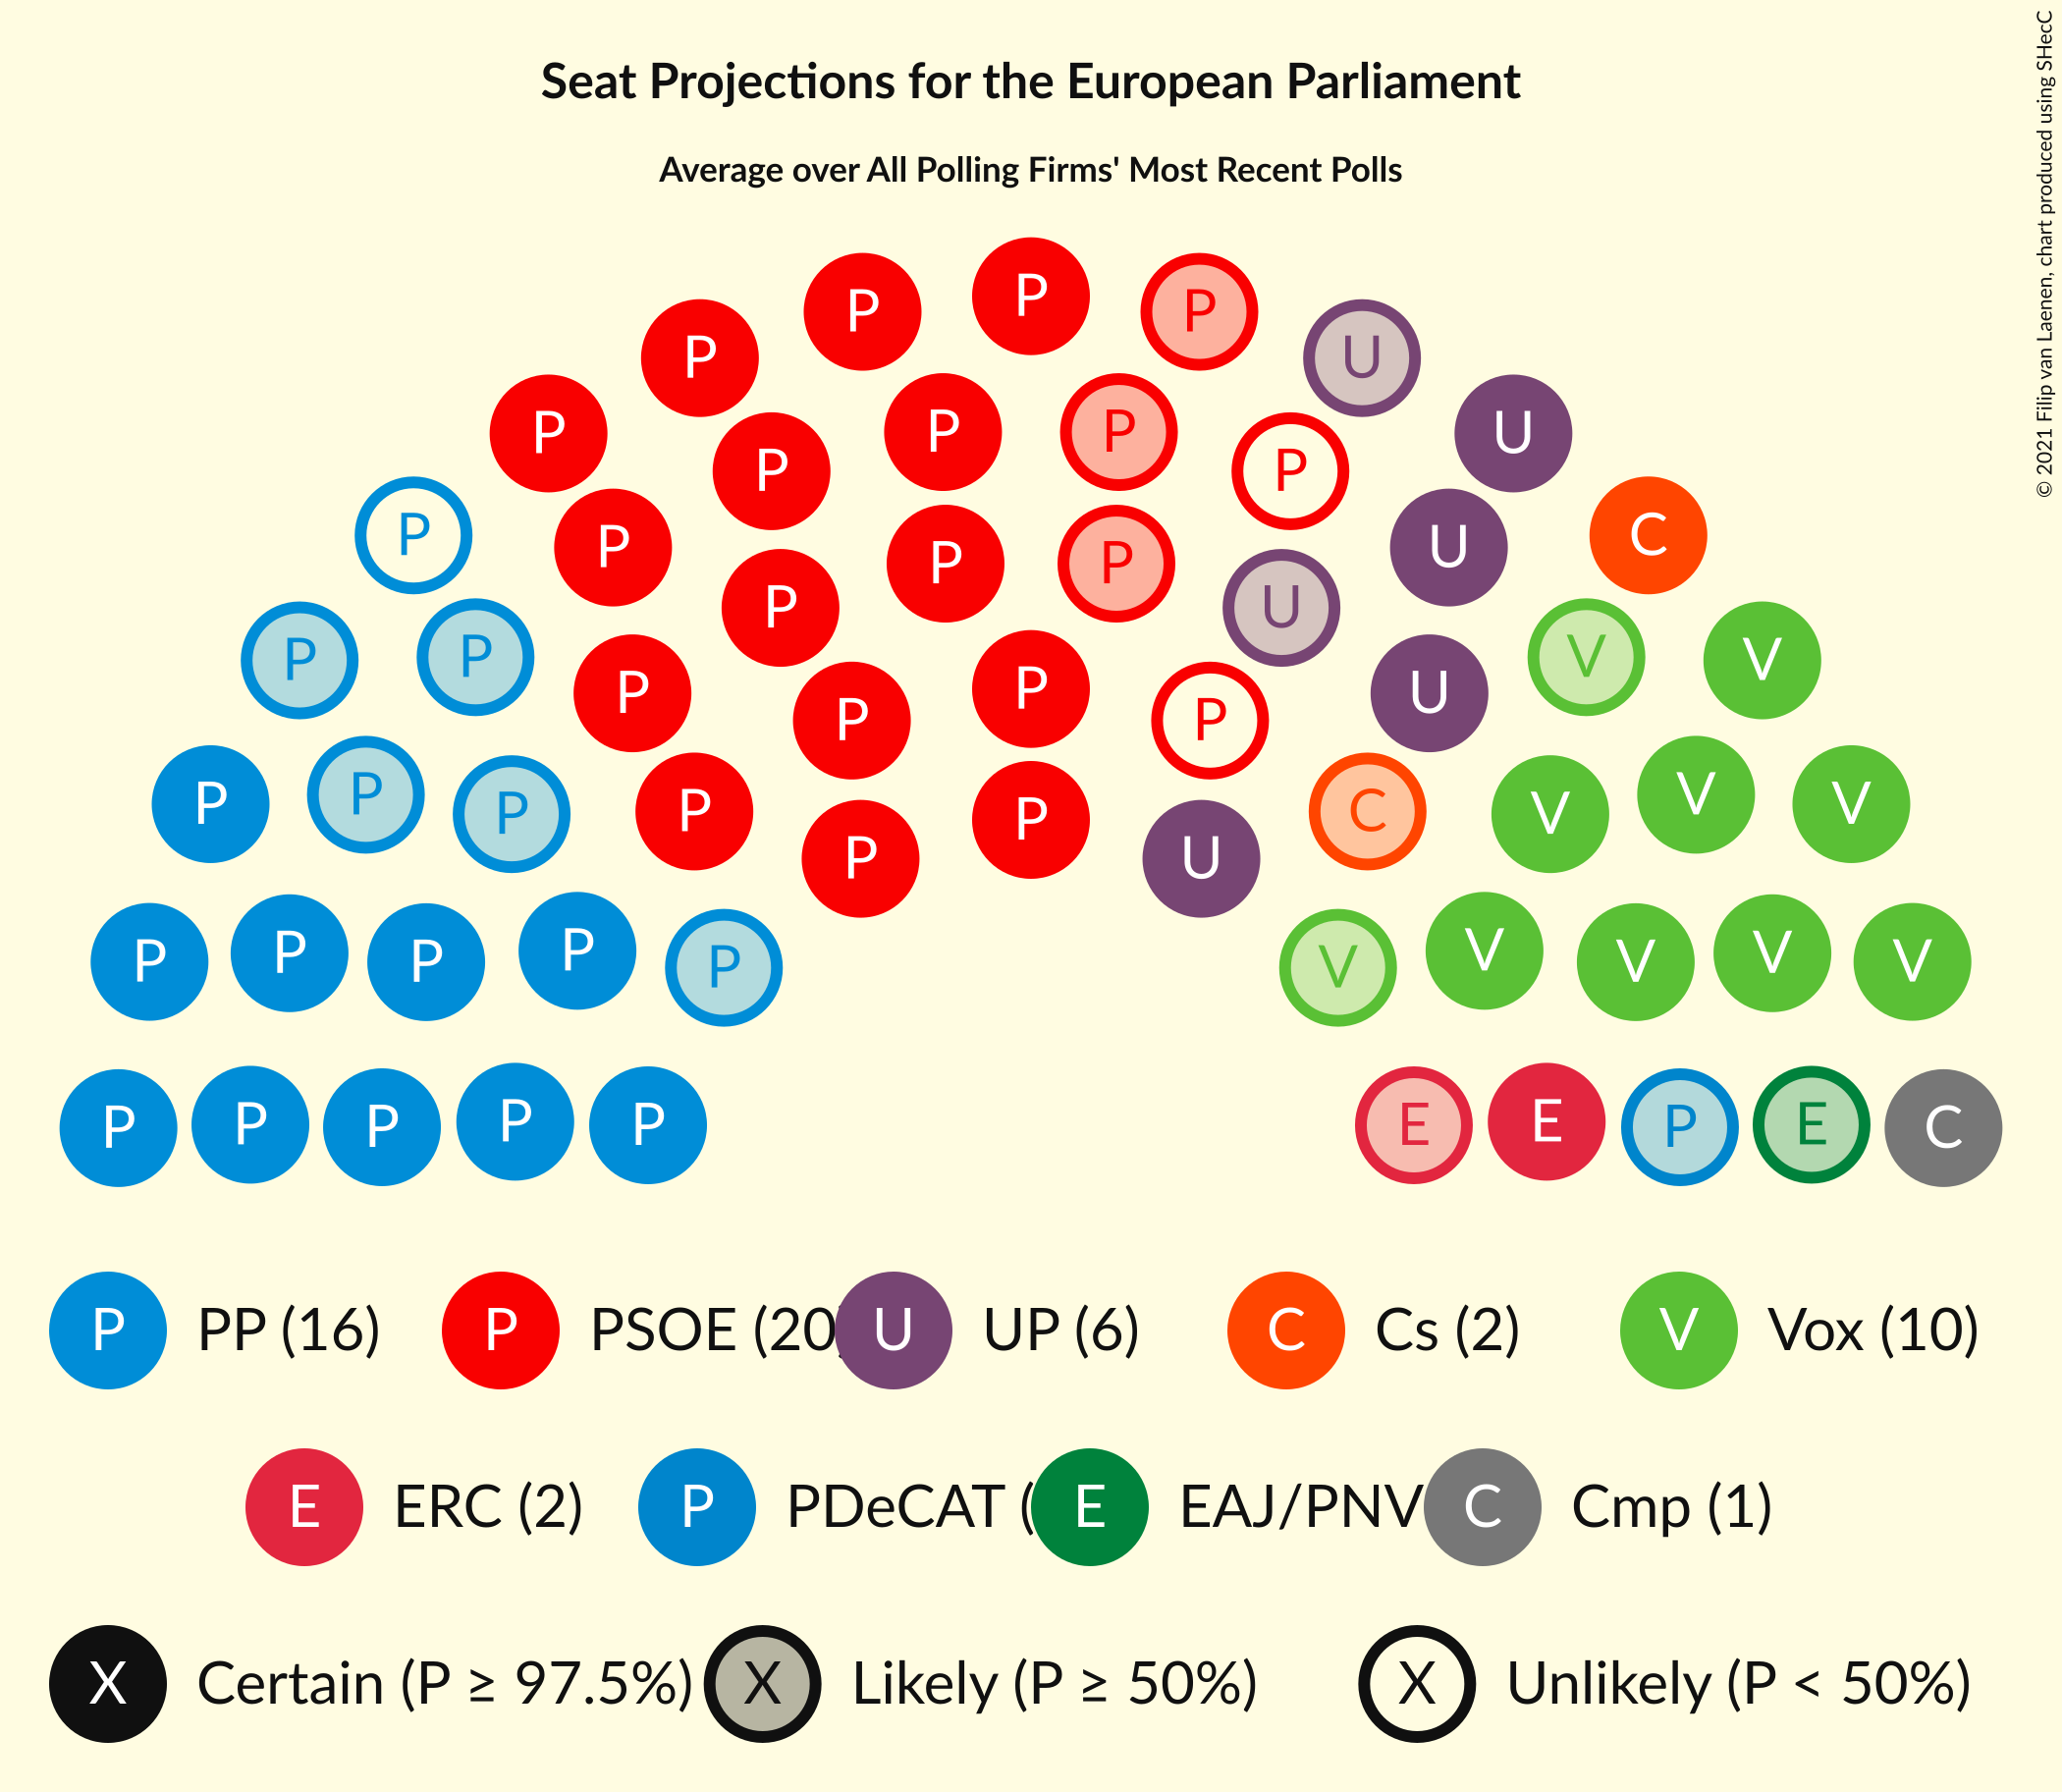 Seat Projections for the European Parliament
Average over All Polling Firms' Most Recent Polls
© 2021 Filip van Laenen, chart produced using SHecC
P
P P
P U
P P
P U
P P
P P
P U
P C
P P
P U
P P
P V V
P P
P U
P P
P C
P P P
P V V V
P U
P P P P P
V V V V V
P P P P P
E E P E C
P PP (16) P PSOE (20 U UP (6) C Cs (2) V Vox (10)
E ERC (2) P PDeCAT ( E EAJ/PNV C Cmp (1)
X Certain (P ≥ 97.5%) X Likely (P ≥ 50%) X Unlikely (P < 50%)